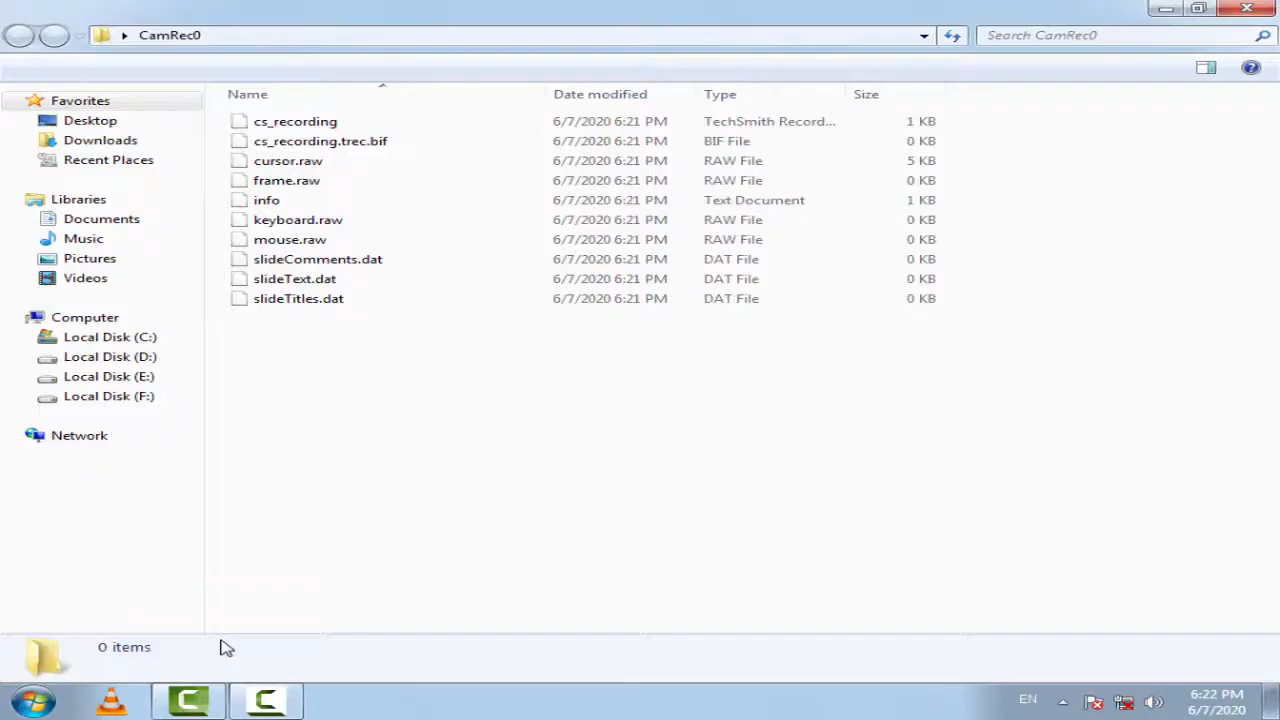 CamRec0
Search CamRec0
Name Date modified Type Size
Favorites
Desktop
Downloads
Recent Places
Libraries
Documents
Music
Pictures
Videos
Computer
Local Disk (C:)
Local Disk (D:)
Local Disk (E:)
Local Disk (F:)
Network
cs_recording 6/7/2020 6:21 PM TechSmith Record... 1 KB
cs_recording.trec.bif 6/7/2020 6:21 PM BIF File 0 KB
cursor.raw 6/7/2020 6:21 PM RAW File 5 KB
frame.raw 6/7/2020 6:21 PM RAW File 0 KB
info 6/7/2020 6:21 PM Text Document 1 KB
keyboard.raw 6/7/2020 6:21 PM RAW File 0 KB
mouse.raw 6/7/2020 6:21 PM RAW File 0 KB
slideComments.dat 6/7/2020 6:21 PM DAT File 0 KB
slideText.dat 6/7/2020 6:21 PM DAT File 0 KB
slideTitles.dat 6/7/2020 6:21 PM DAT File 0 KB
0 items
EN
6:22 PM
6/7/2020